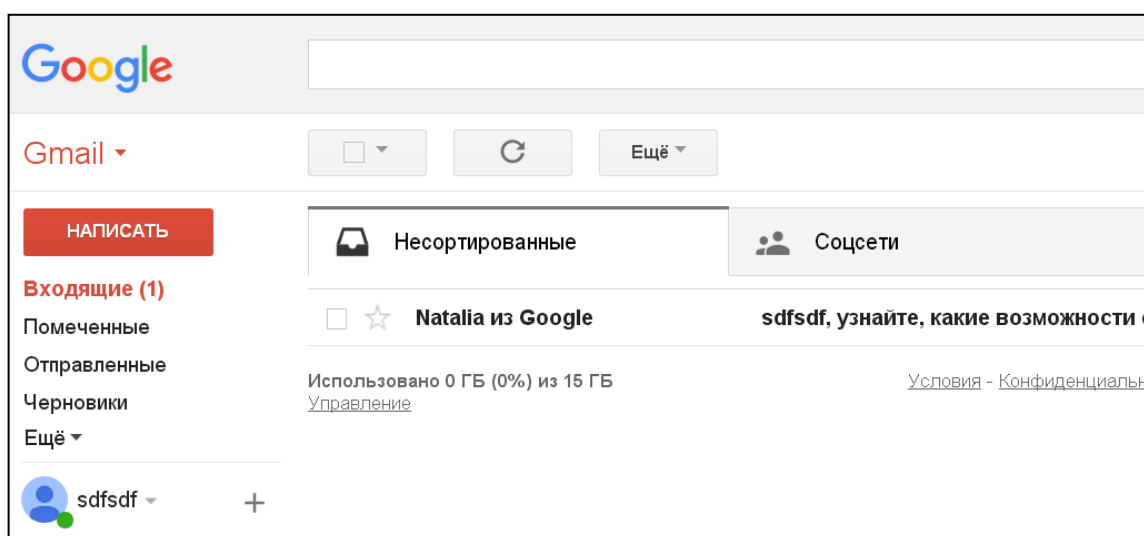 Google
Gmail
Ещё
НАПИСАТЬ
Несортированные
Соцсети
Входящие (1)
Помеченные
Отправленные
Черновики
Ещё
Natalia из Google
sdfsdf, узнайте, какие возможности
Использовано 0 ГБ (0%) из 15 ГБ
Управление
Условия - Конфиденциальн
sdfsdf